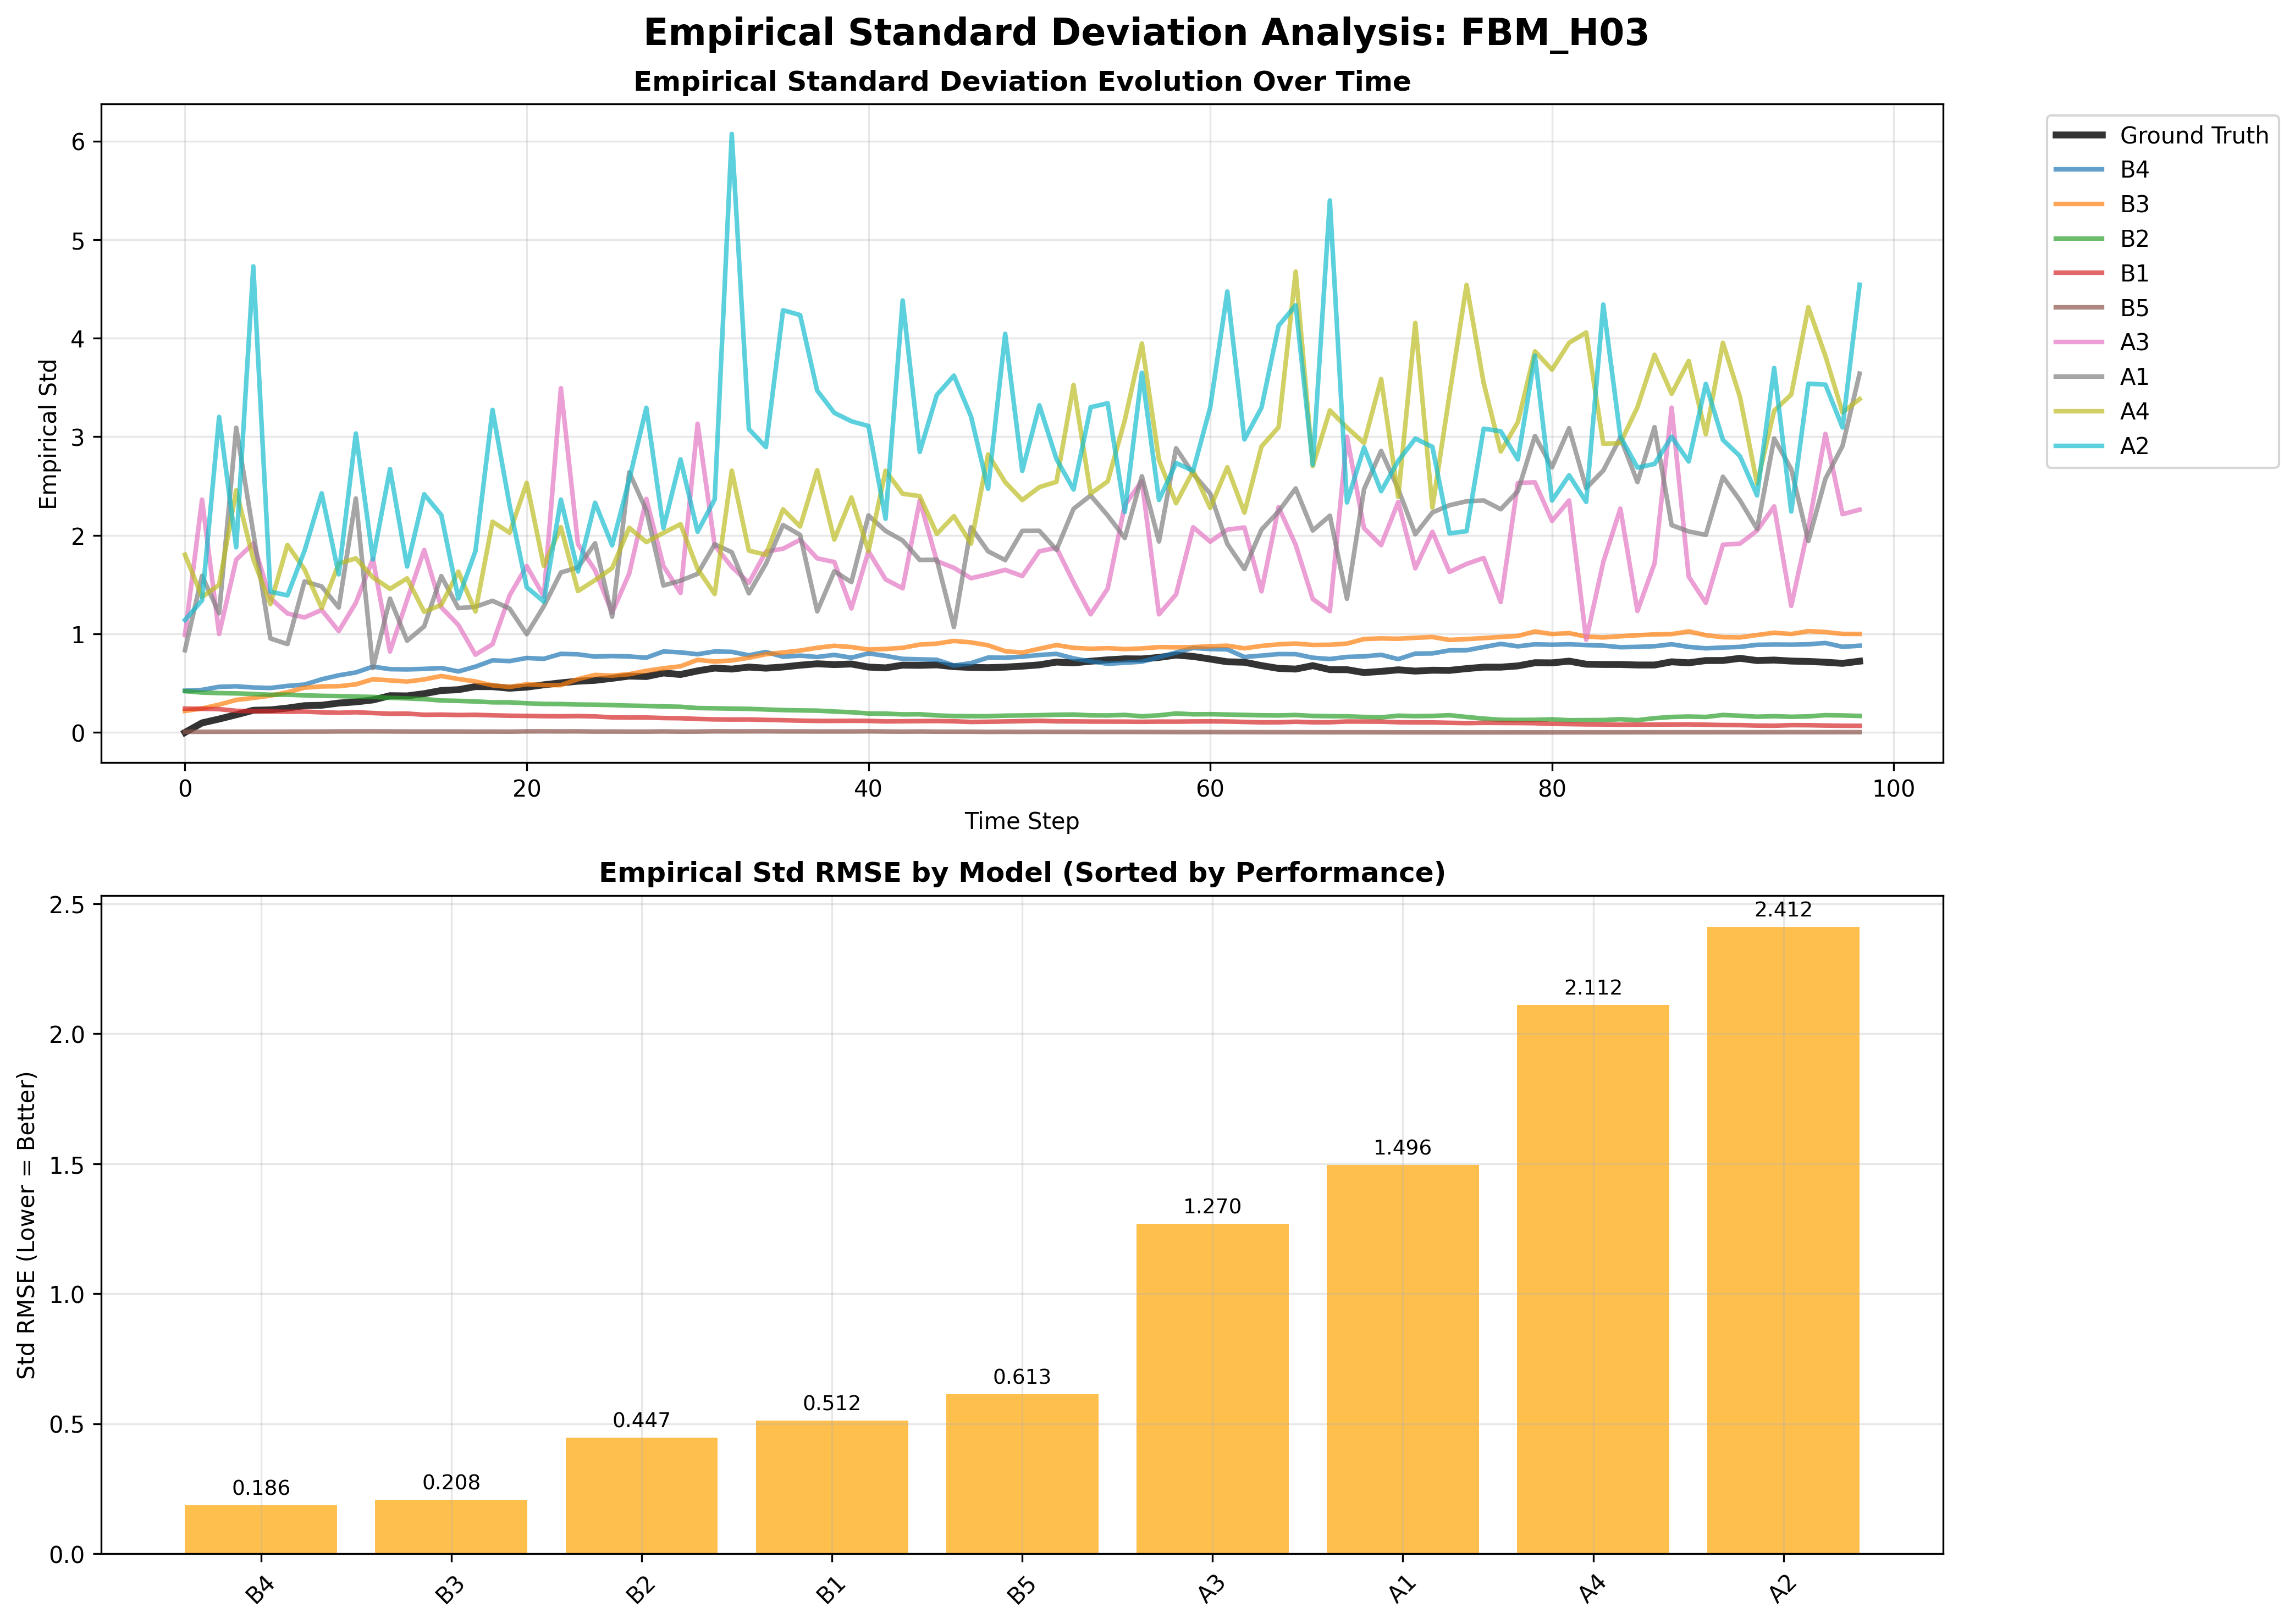 Empirical Standard Deviation Analysis: FBM_H03
Empirical Standard Deviation Evolution Over Time
Empirical Std
6
5
4
3
2
1
0
0 20 40 60 80 100
Time Step
Ground Truth
B4
B3
B2
B1
B5
A3
A1
A4
A2
Empirical Std RMSE by Model (Sorted by Performance)
Std RMSE (Lower = Better)
2.5
2.0
1.5
1.0
0.5
0.0
0.186
0.208
0.447
0.512
0.613
1.270
1.496
2.112
2.412
B4 B3 B2 B1 B5 A3 A1 A4 A2